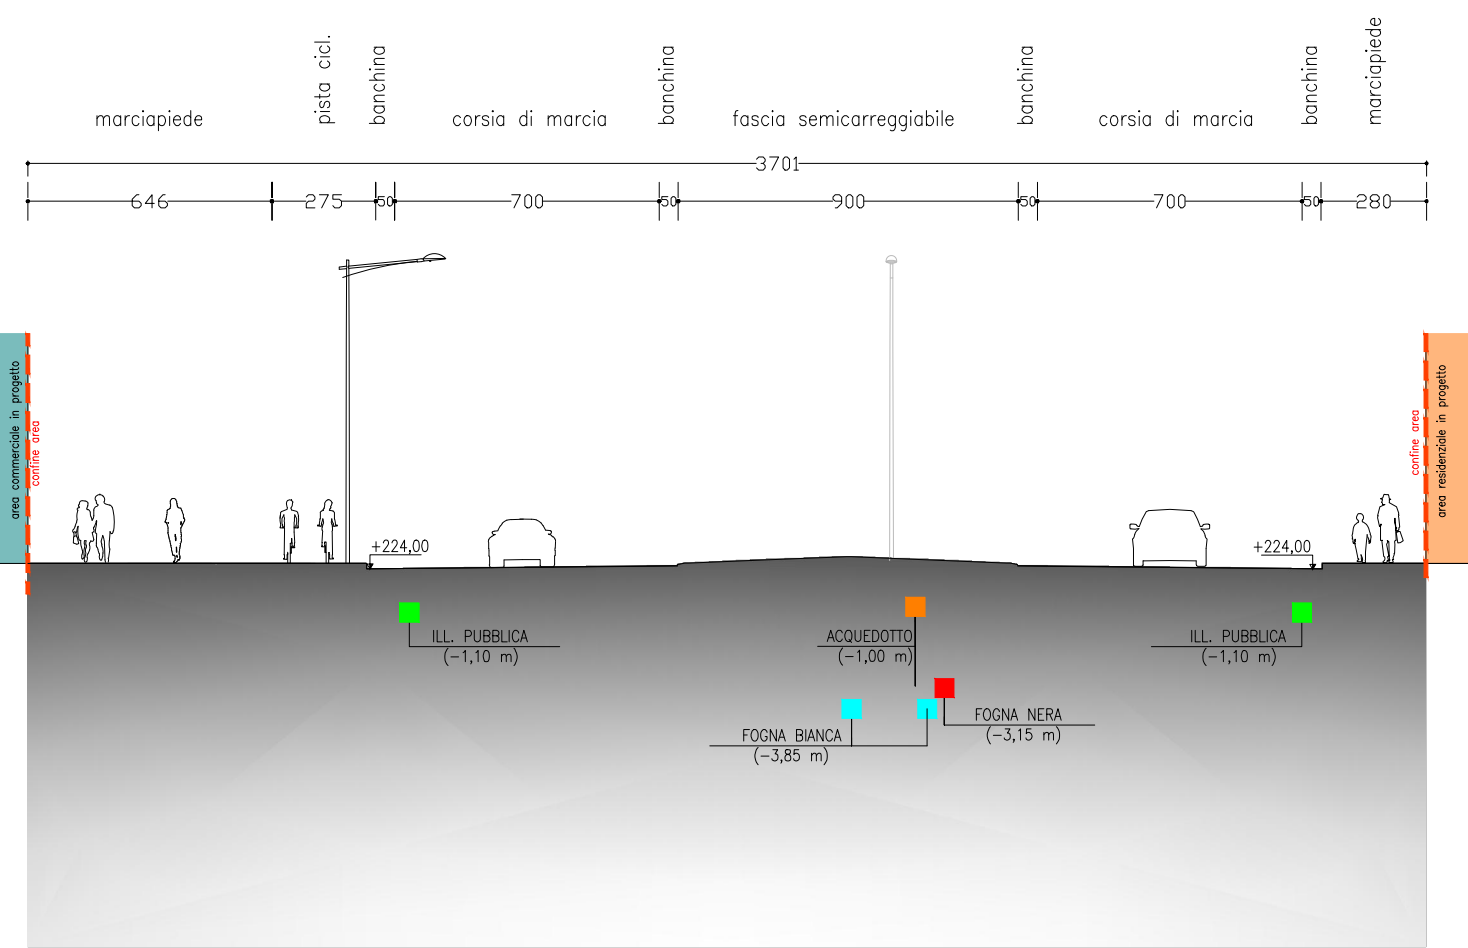 marciapiede
pista cicl.
banchina
corsia di marcia
banchina
fascia semicarreggiabile
banchina
corsia di marcia
banchina
marciapiede
3701
646
275
50
700
50
900
50
700
50
280
area commerciale in progetto
confine area
confine area
area residenziale in progetto
+224,00
+224,00
ILL. PUBBLICA
(-1,10 m)
ACQUEDOTTO
(-1,00 m)
ILL. PUBBLICA
(-1,10 m)
FOGNA NERA
(-3,15 m)
FOGNA BIANCA
(-3,85 m)